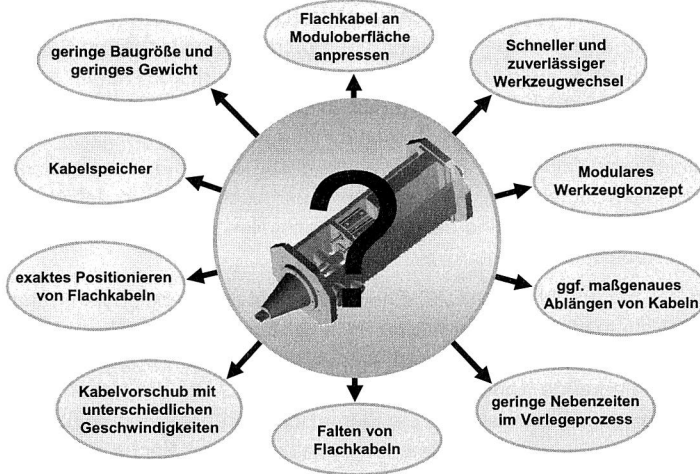 Flachkabel an
Moduloberfläche
anpressen
Schneller und
zuverlässiger
Werkzeugwechsel
Modulares
Werkzeugkonzept
ggf. maßgenaues
Ablängen von Kabeln
geringe Nebenzeiten
im Verlegeprozess
Falten von
Flachkabeln
Kabelvorschub mit
unterschiedlichen
Geschwindigkeiten
exaktes Positionieren
von Flachkabeln
Kabelspeicher
geringe Baugröße und
geringes Gewicht
?